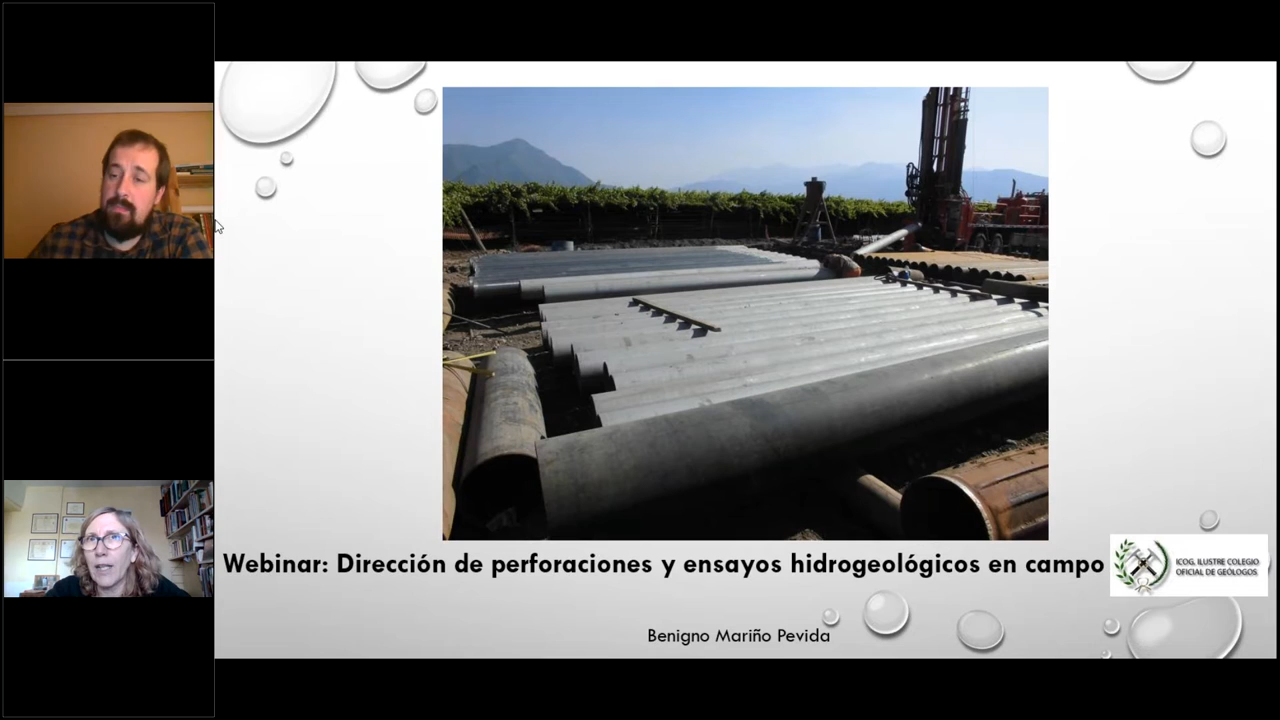 Webinar: Dirección de perforaciones y ensayos hidrogeológicos en campo
ICOG. ILUSTRE COLEGIO
OFICIAL DE GEÓLOGOS
Benigno Mariño Pevida